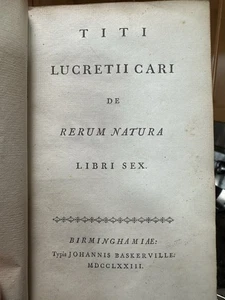 TITI
LUCRETII CARI
DE
RERUM NATURA
LIBRI SEX.
BIRMINGHAMIAE:
Typis JOHANNIS BASKERVILLE.
MDCCLXXIII.